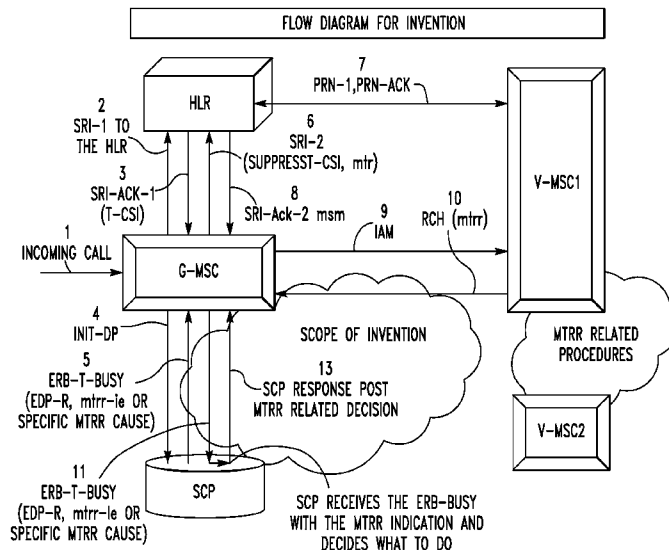 FLOW DIAGRAM FOR INVENTION
7
PRN-1,PRN-ACK
HLR
2
SRI-1 TO
THE HLR
6
SRI-2
(SUPPRESST-CSI, mtr)
3
SRI-ACK-1
(T-CSI)
8
SRI-Ack-2 msm
V-MSC1
1
INCOMING CALL
G-MSC
9
IAM
10
RCH (mtrr)
4
INIT-DP
SCOPE OF INVENTION
MTRR RELATED
PROCEDURES
5
ERB-T-BUSY
(EDP-R, mtrr-ie OR
SPECIFIC MTRR CAUSE)
13
SCP RESPONSE POST
MTRR RELATED DECISION
V-MSC2
11
ERB-T-BUSY
(EDP-R, mtrr-ie OR
SPECIFIC MTRR CAUSE)
SCP
SCP RECEIVES THE ERB-BUSY
WITH THE MTRR INDICATION AND
DECIDES WHAT TO DO